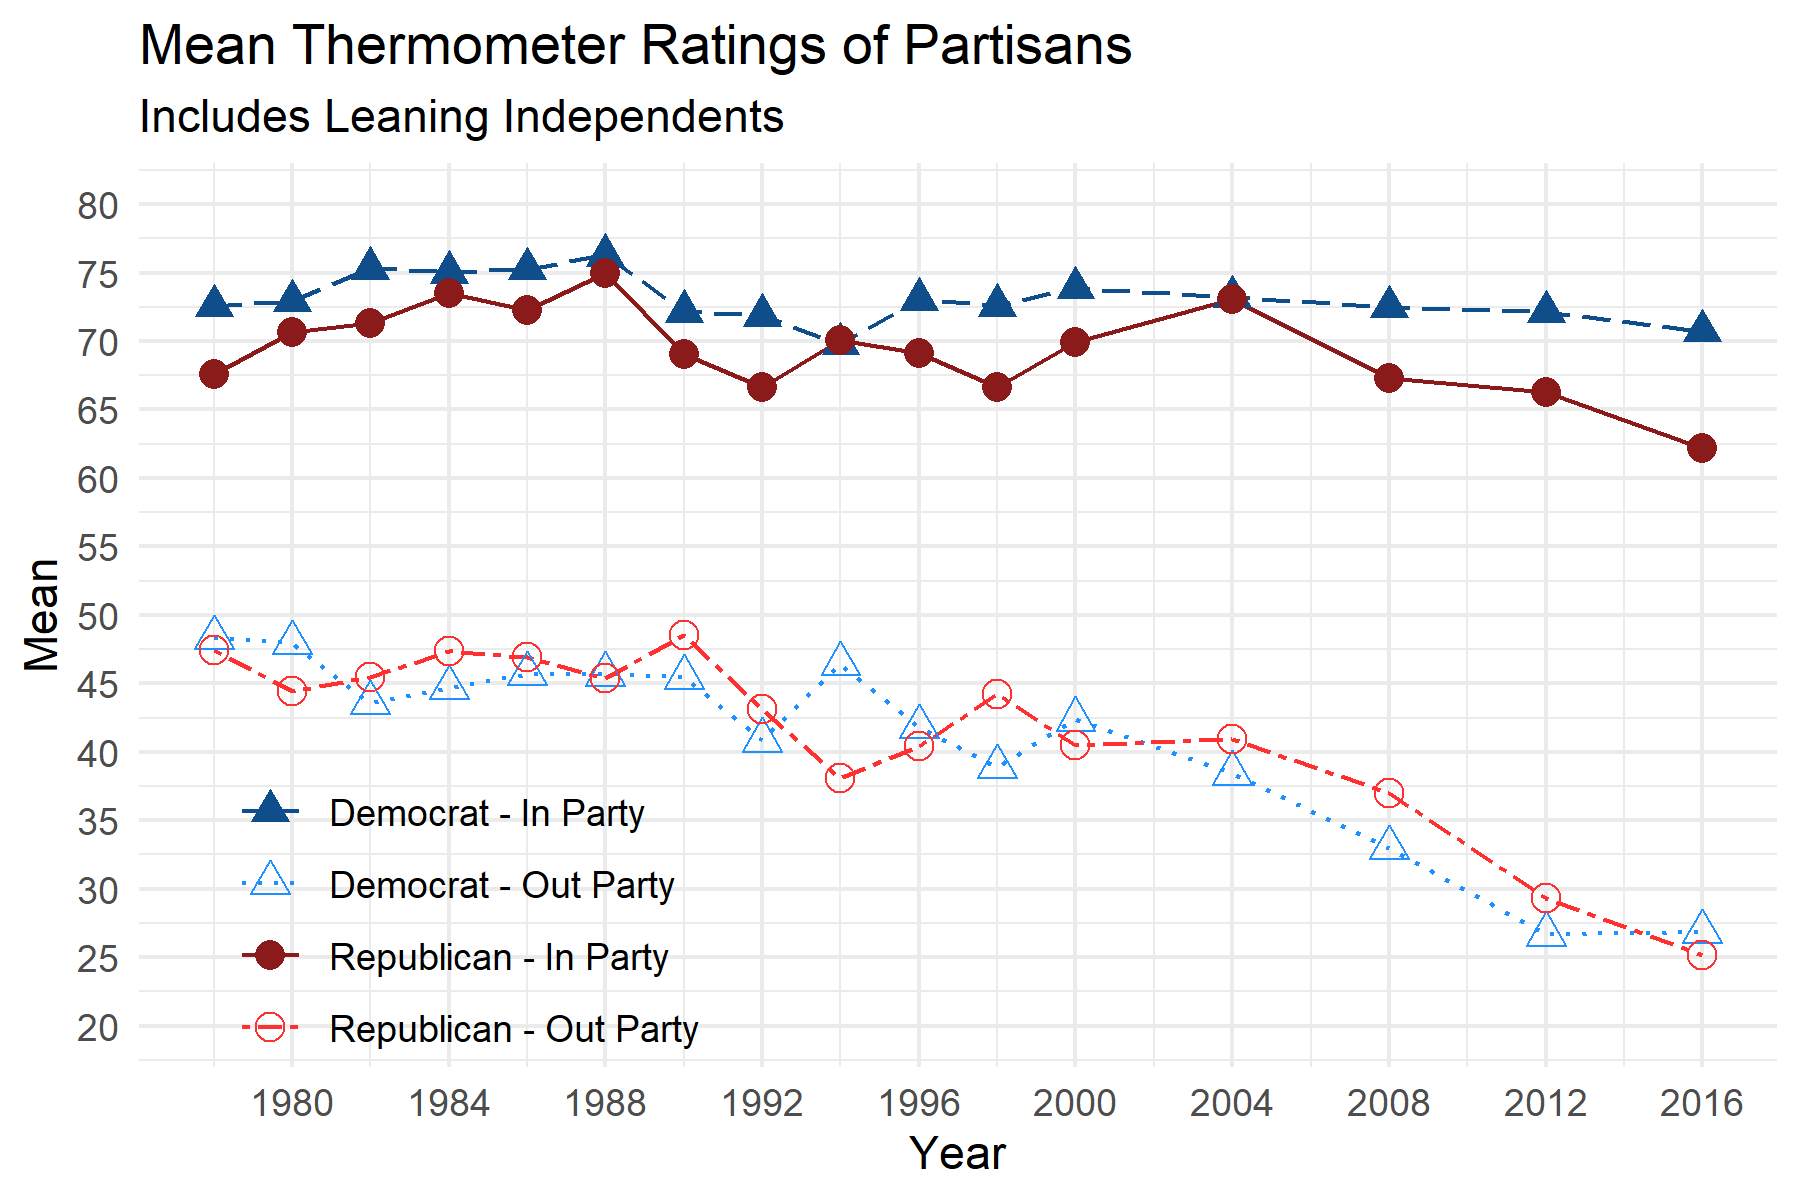 Mean Thermometer Ratings of Partisans
Includes Leaning Independents
80
75
70
65
60
55
50
45
40
35
30
25
20
Mean
Democrat - In Party
Democrat - Out Party
Republican - In Party
Republican - Out Party
1980 1984 1988 1992 1996 2000 2004 2008 2012 2016
Year